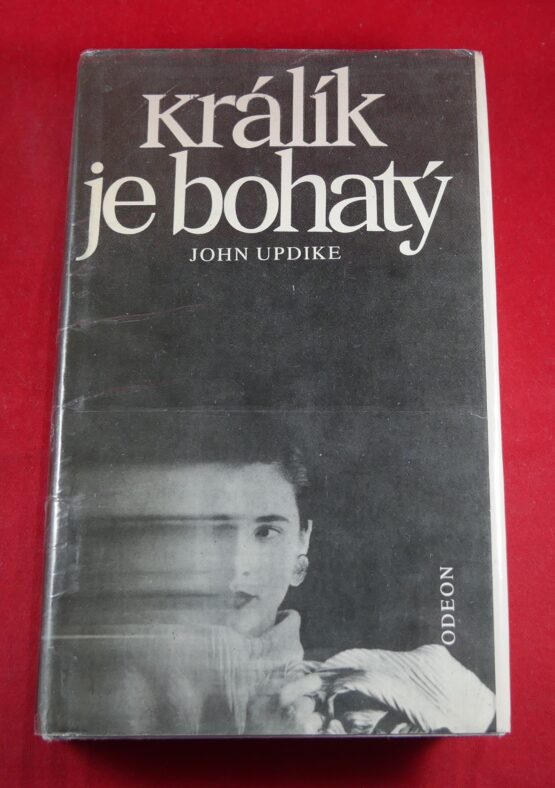 Králík
je bohatý
JOHN UPDIKE
ODEON